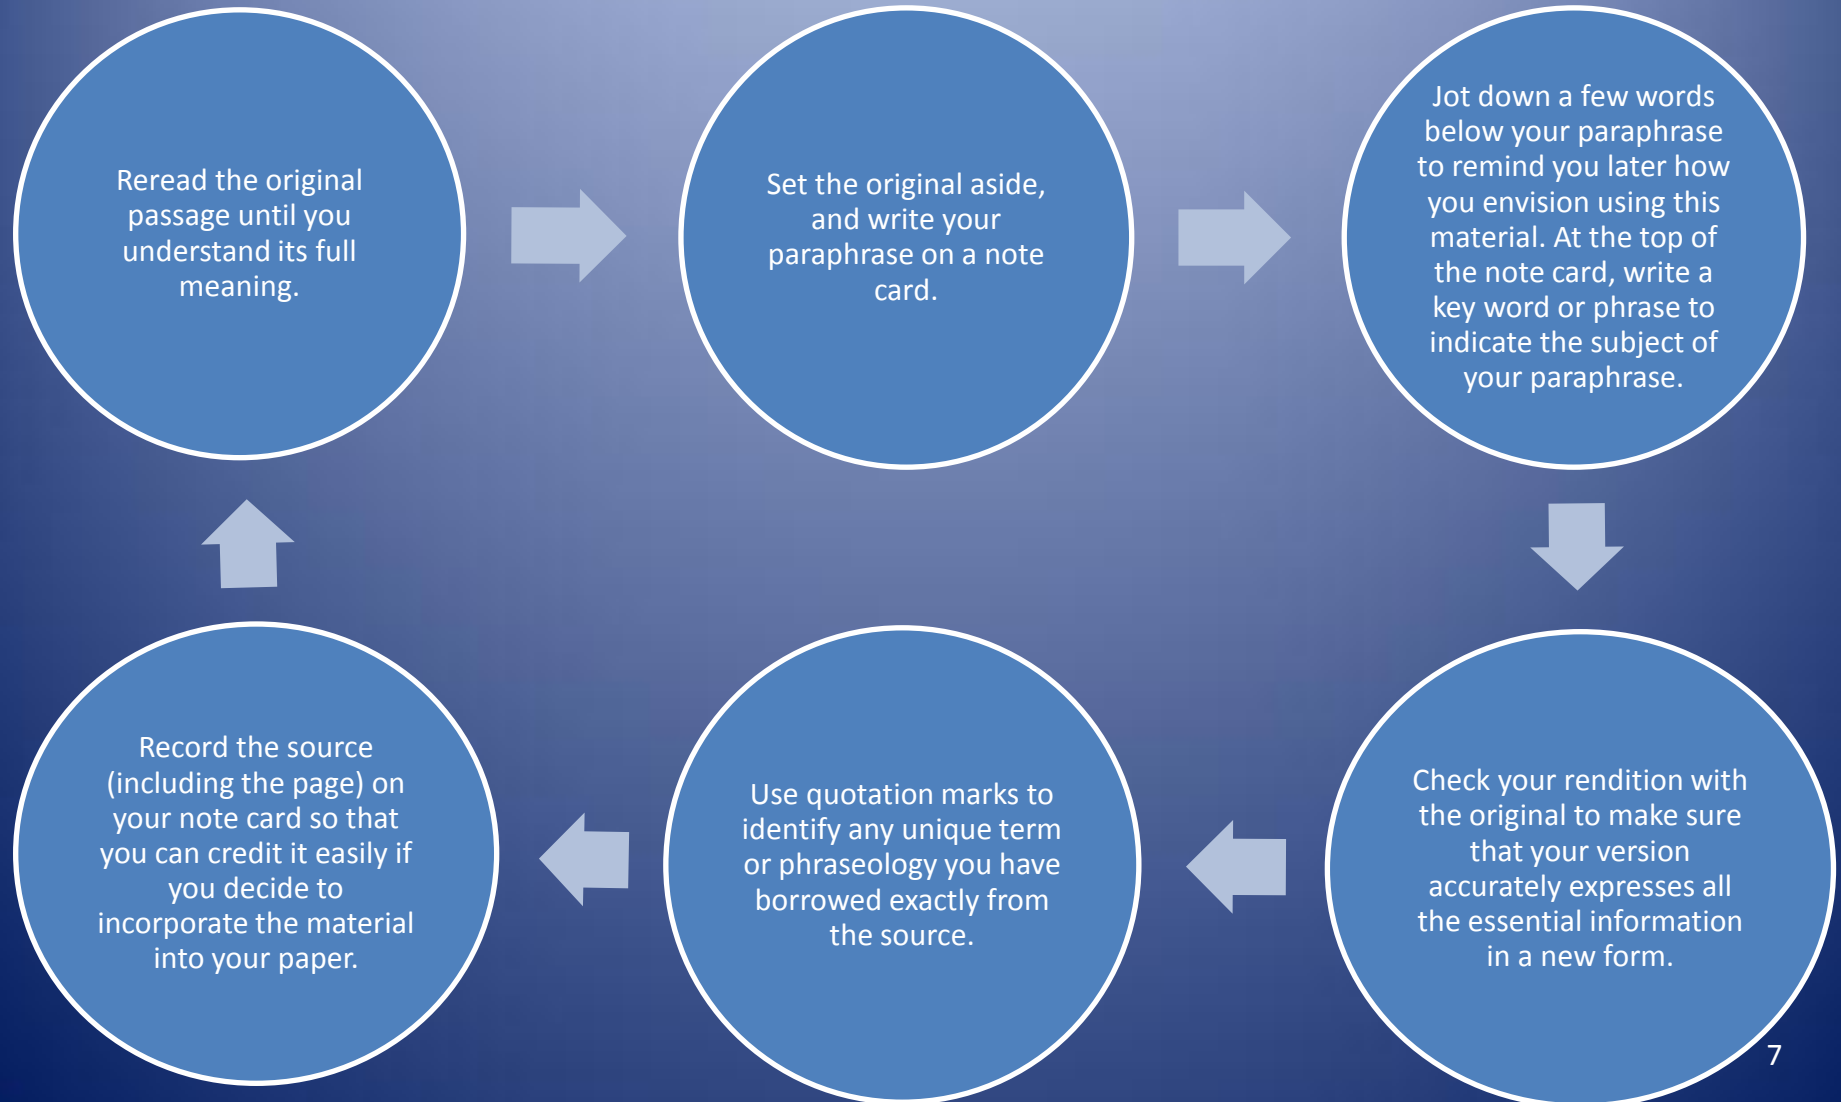 Reread the original
passage until you
understand its full
meaning.
Set the original aside,
and write your
paraphrase on a note
card.
Jot down a few words
below your paraphrase
to remind you later how
you envision using this
material. At the top of
the note card, write a
key word or phrase to
indicate the subject of
your paraphrase.
Check your rendition with
the original to make sure
that your version
accurately expresses all
the essential information
in a new form.
Use quotation marks to
identify any unique term
or phraseology you have
borrowed exactly from
the source.
Record the source
(including the page) on
your note card so that
you can credit it easily if
you decide to
incorporate the material
into your paper.
7